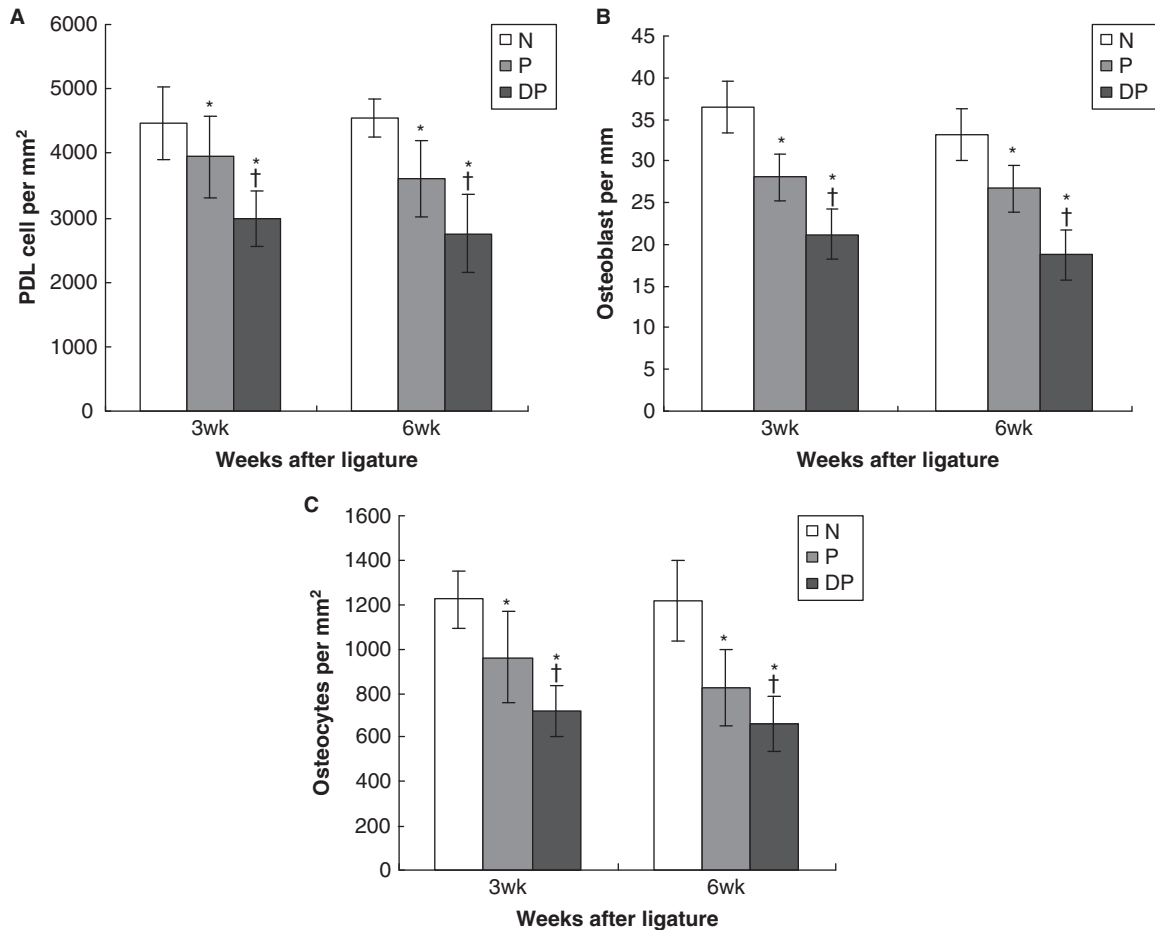 A
6000
5000
4000
3000
2000
1000
0
PDL cell per mm²
N
P
DP
*
*
†
*
*
†
3wk
6wk
Weeks after ligature
B
45
40
35
30
25
20
15
10
5
0
Osteoblast per mm
N
P
DP
*
*
†
*
*
†
3wk
6wk
Weeks after ligature
C
1600
1400
1200
1000
800
600
400
200
0
Osteocytes per mm²
N
P
DP
*
*
†
*
*
†
3wk
6wk
Weeks after ligature